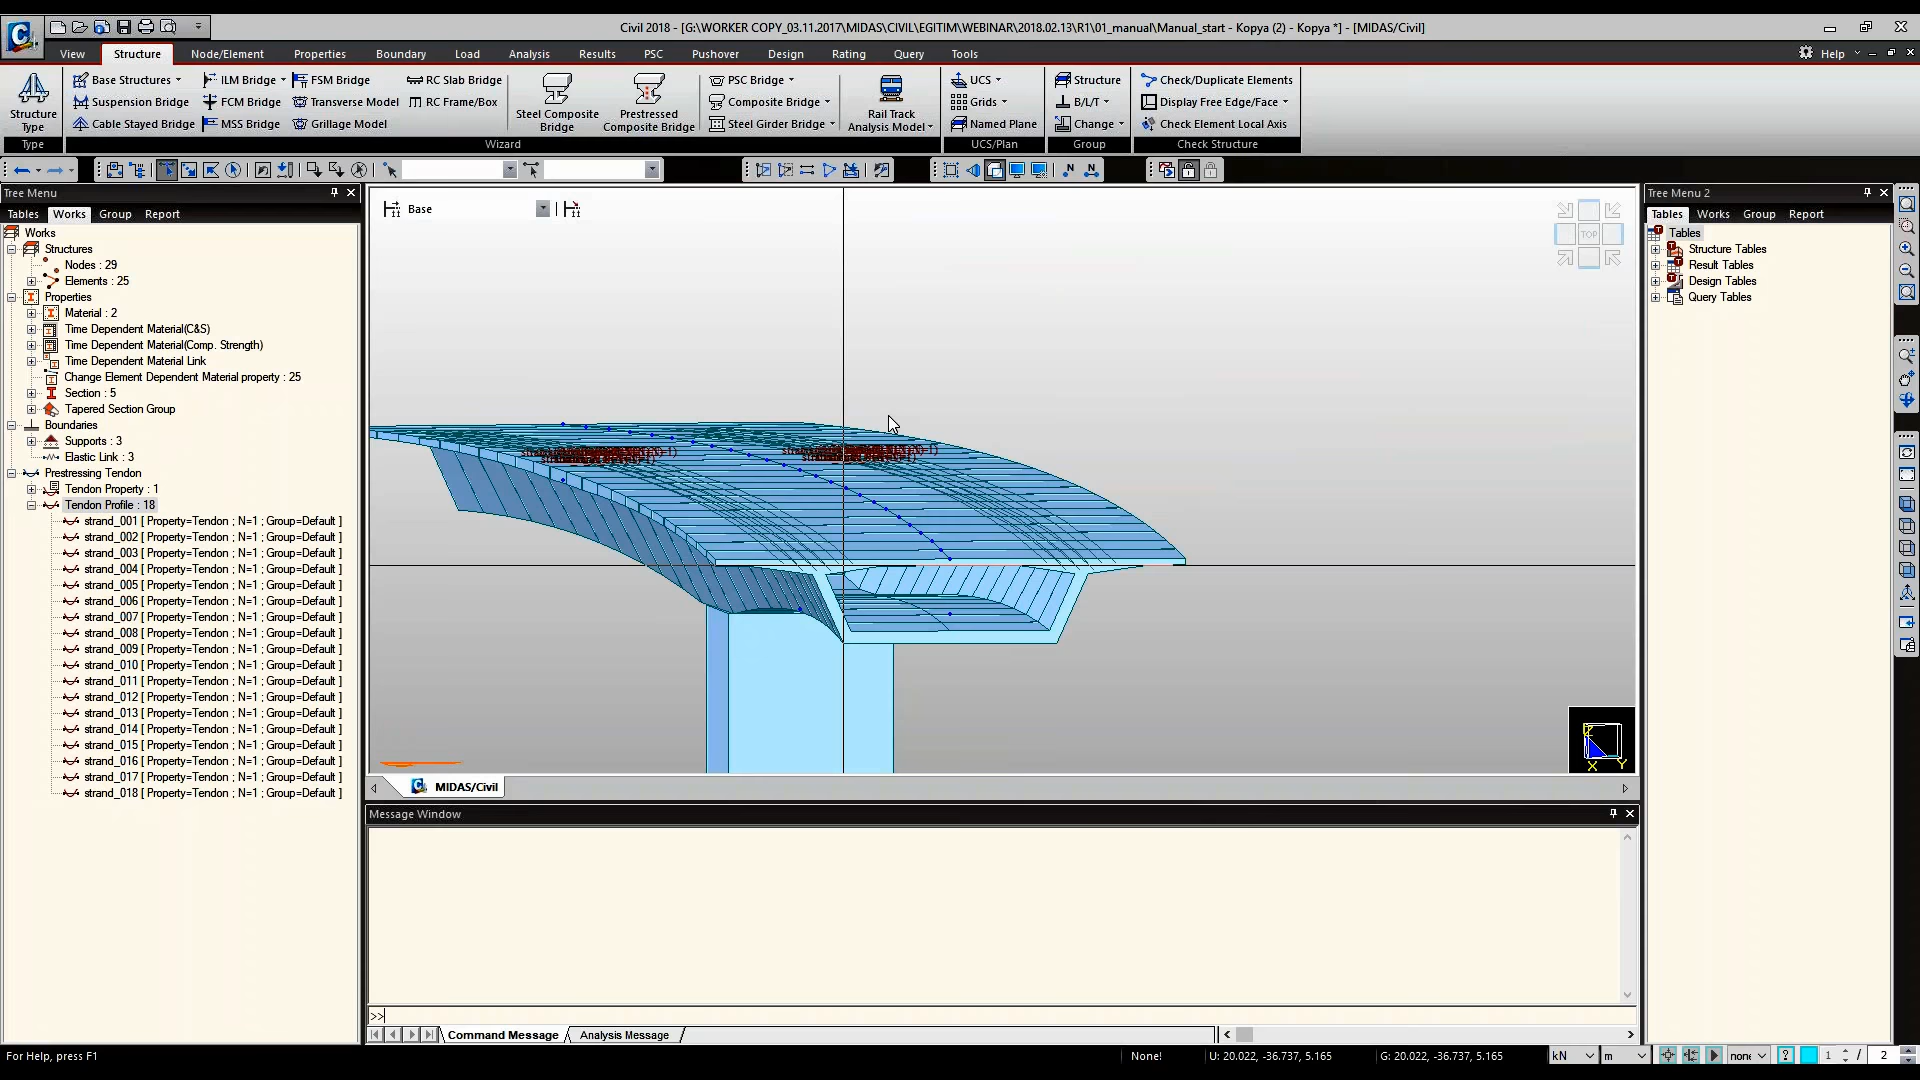 Civil 2018 - [G:\WORKER COPY_03.11.2017\MIDAS\CIVIL\EGITIM\WEBINAR\2018.02.13\R1\01_manual\Manual_start - Kopya (2) - Kopya *] - [MIDAS/Civil]
View Structure Node/Element Properties Boundary Load Analysis Results PSC Pushover Design Rating Query Tools Help
Base Structures ILM Bridge FSM Bridge RC Slab Bridge PSC Bridge UCS Structure Check/Duplicate Elements
Suspension Bridge FCM Bridge Transverse Model RC Frame/Box Composite Bridge Grids B/L/T Display Free Edge/Face
Cable Stayed Bridge MSS Bridge Grillage Model Steel Girder Bridge Named Plane Change Check Element Local Axis
Structure Type
Steel Composite Bridge
Prestressed Composite Bridge
Rail Track Analysis Model
Type Wizard UCS/Plan Group Check Structure
Tree Menu
Tables Works Group Report
Works
Structures
Nodes : 29
Elements : 25
Properties
Material : 2
Time Dependent Material(C&S)
Time Dependent Material(Comp. Strength)
Time Dependent Material Link
Change Element Dependent Material property : 25
Section : 5
Tapered Section Group
Boundaries
Supports : 3
Elastic Link : 3
Prestressing Tendon
Tendon Property : 1
Tendon Profile : 18
strand_001 [ Property=Tendon ; N=1 ; Group=Default ]
strand_002 [ Property=Tendon ; N=1 ; Group=Default ]
strand_003 [ Property=Tendon ; N=1 ; Group=Default ]
strand_004 [ Property=Tendon ; N=1 ; Group=Default ]
strand_005 [ Property=Tendon ; N=1 ; Group=Default ]
strand_006 [ Property=Tendon ; N=1 ; Group=Default ]
strand_007 [ Property=Tendon ; N=1 ; Group=Default ]
strand_008 [ Property=Tendon ; N=1 ; Group=Default ]
strand_009 [ Property=Tendon ; N=1 ; Group=Default ]
strand_010 [ Property=Tendon ; N=1 ; Group=Default ]
strand_011 [ Property=Tendon ; N=1 ; Group=Default ]
strand_012 [ Property=Tendon ; N=1 ; Group=Default ]
strand_013 [ Property=Tendon ; N=1 ; Group=Default ]
strand_014 [ Property=Tendon ; N=1 ; Group=Default ]
strand_015 [ Property=Tendon ; N=1 ; Group=Default ]
strand_016 [ Property=Tendon ; N=1 ; Group=Default ]
strand_017 [ Property=Tendon ; N=1 ; Group=Default ]
strand_018 [ Property=Tendon ; N=1 ; Group=Default ]
Base
TOP
Z
X Y
MIDAS/Civil
Message Window
>>
Command Message Analysis Message
Tree Menu 2
Tables Works Group Report
Tables
Structure Tables
Result Tables
Design Tables
Query Tables
For Help, press F1
None! U: 20.022, -36.737, 5.165 G: 20.022, -36.737, 5.165 kN m none ? 1 / 2